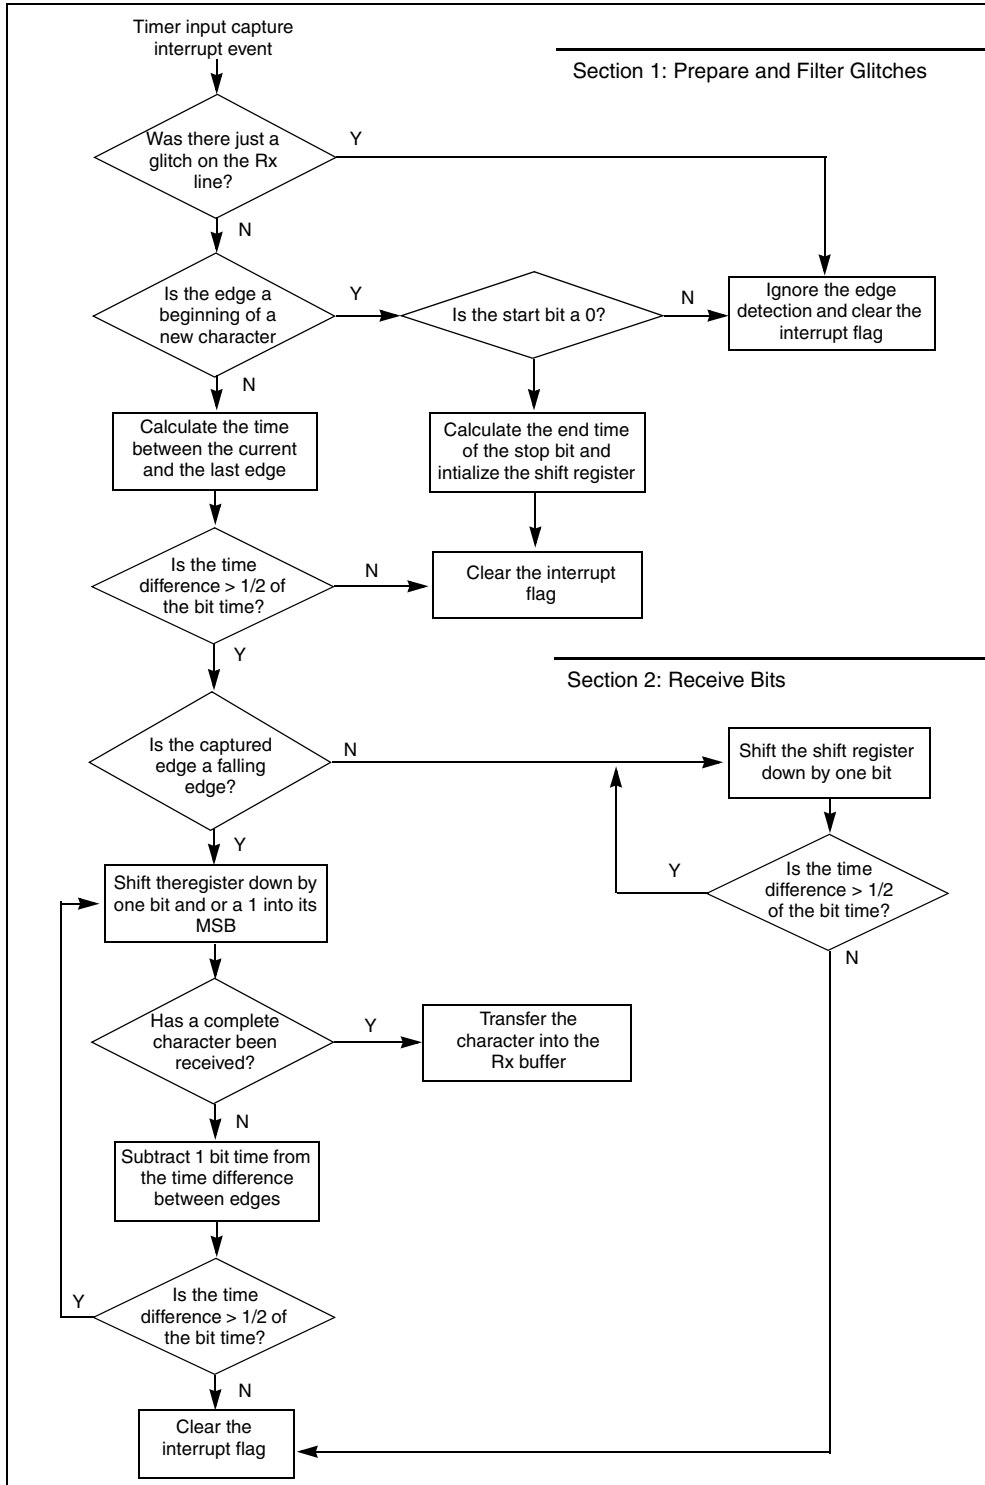 Timer input capture
interrupt event
Section 1: Prepare and Filter Glitches
Was there just a
glitch on the Rx
line?
Y
N
Is the edge a
beginning of a
new character
Y
Is the start bit a 0?
N
Ignore the edge
detection and clear the
interrupt flag
N
Calculate the time
between the current
and the last edge
Calculate the end time
of the stop bit and
intialize the shift register
Is the time
difference > 1/2 of
the bit time?
N
Clear the interrupt
flag
Y
Section 2: Receive Bits
Is the captured
edge a falling
edge?
N
Shift the shift register
down by one bit
Y
Is the time
difference > 1/2
of the bit time?
Y
N
Shift theregister down by
one bit and or a 1 into its
MSB
Has a complete
character been
received?
Y
Transfer the
character into the
Rx buffer
N
Subtract 1 bit time from
the time difference
between edges
Is the time
difference > 1/2 of
the bit time?
Y
N
Clear the
interrupt flag